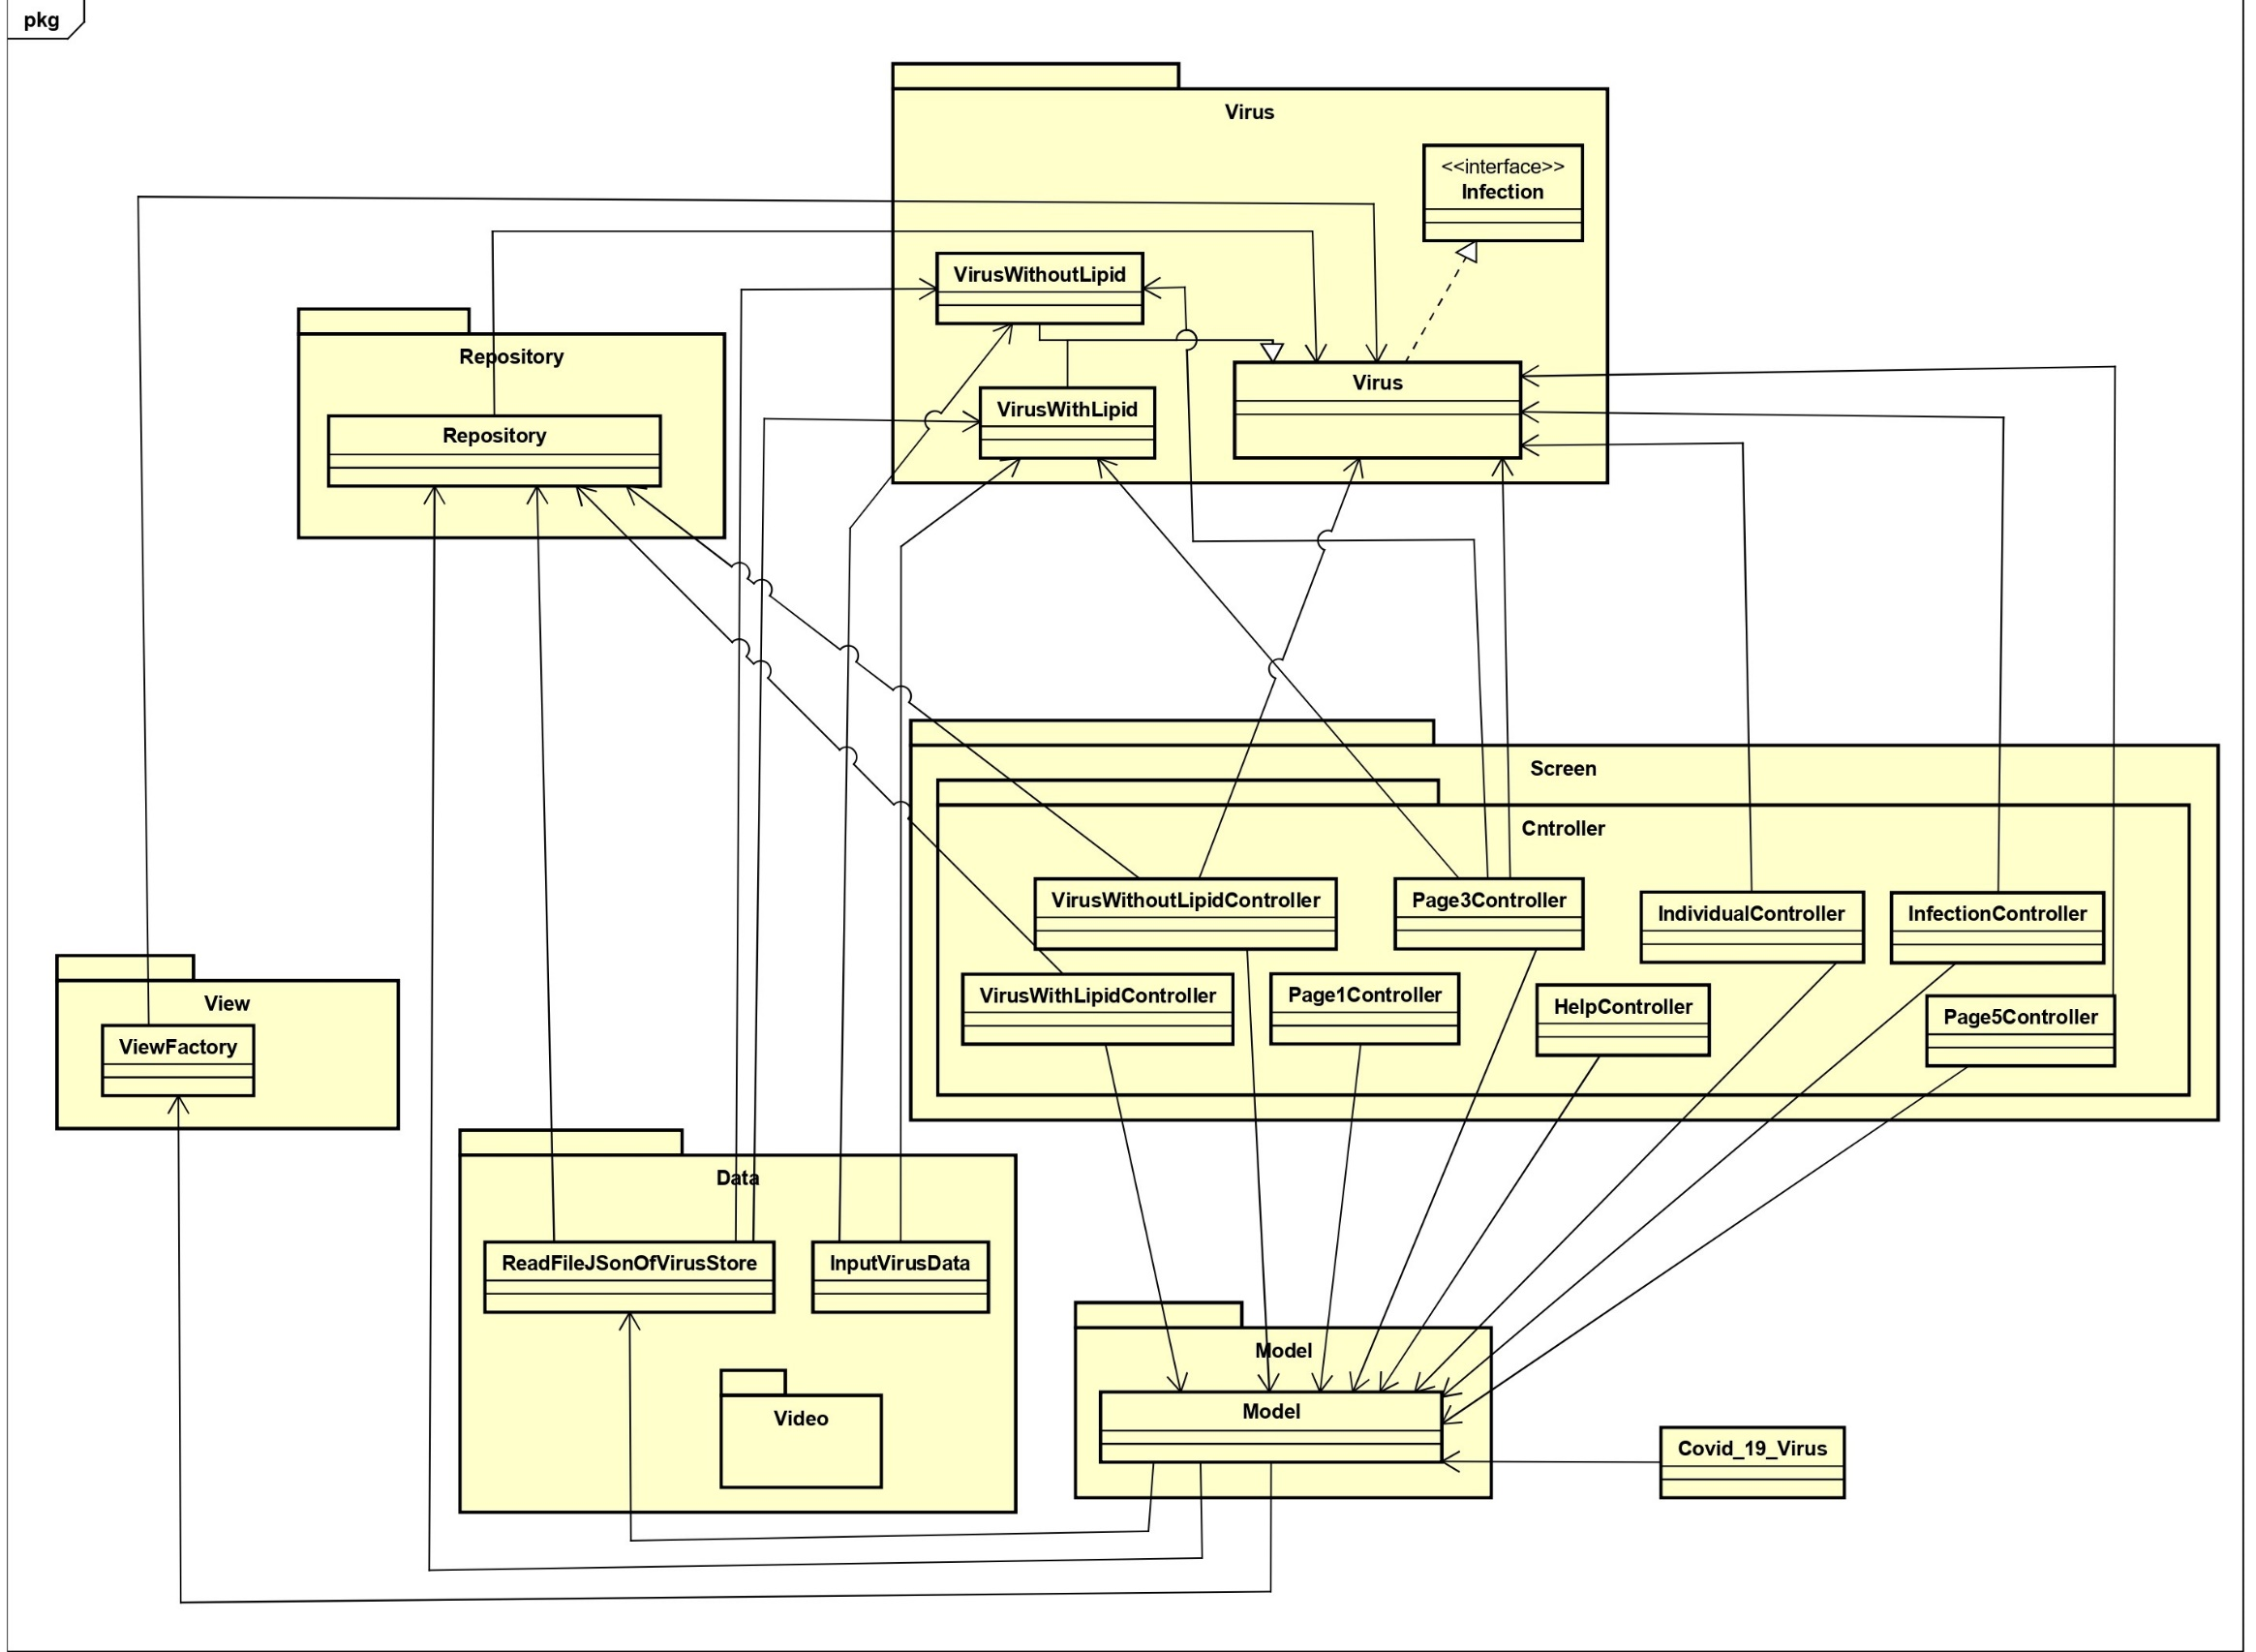 pkg
Virus
<<interface>>
Infection
VirusWithoutLipid
Repository
Virus
VirusWithLipid
Repository
Screen
Cntroller
VirusWithoutLipidController
Page3Controller
IndividualController
InfectionController
View
VirusWithLipidController
Page1Controller
HelpController
Page5Controller
ViewFactory
Data
ReadFileJSonOfVirusStore
InputVirusData
Model
Video
Model
Covid_19_Virus